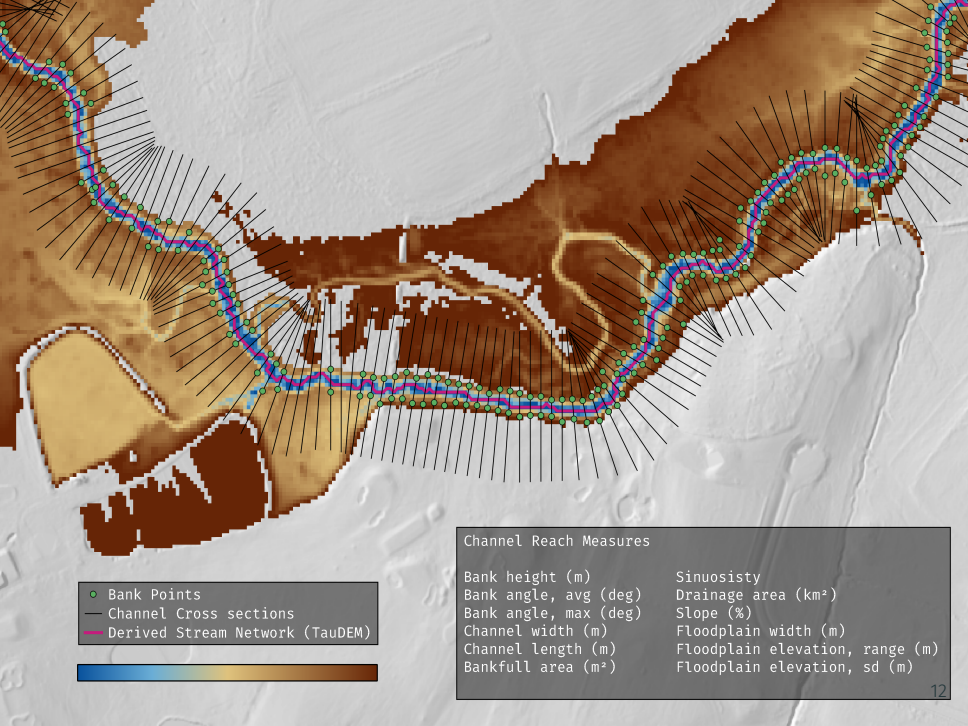 Channel Reach Measures
Bank height (m) Sinuosisty
Bank angle, avg (deg) Drainage area (km²)
Bank angle, max (deg) Slope (%)
Channel width (m) Floodplain width (m)
Channel length (m) Floodplain elevation, range (m)
Bankfull area (m²) Floodplain elevation, sd (m)
Bank Points
Channel Cross sections
Derived Stream Network (TauDEM)
12